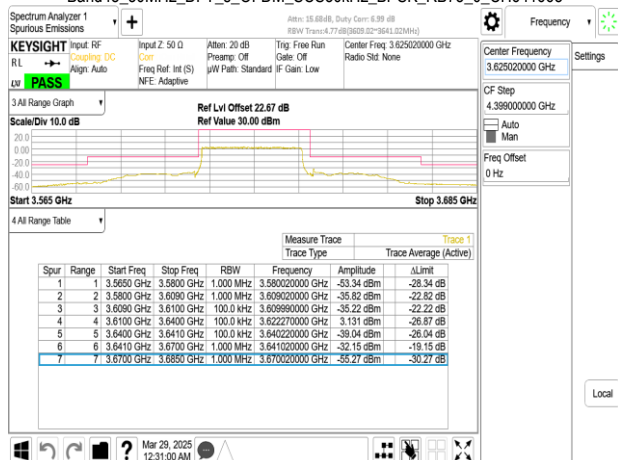 Spectrum Analyzer 1
Spurious Emissions
Attn: 15.68dB, Duty Corr: 6.99 dB
RBW Trans:4.77dB(3609.02~3641.02MHz)
Frequency
KEYSIGHT Input: RF Input Z: 50 Ω Atten: 20 dB Trig: Free Run Center Freq: 3.625020000 GHz
RL Coupling: DC Corr Preamp: Off Gate: Off Radio Std: None
Align: Auto Freq Ref: Int (S) µW Path: Standard IF Gain: Low
NFE: Adaptive
LXI PASS
Center Frequency
3.625020000 GHz
Settings
CF Step
4.399000000 GHz
Auto
Man
Freq Offset
0 Hz
3 All Range Graph
Ref Lvl Offset 22.67 dB
Scale/Div 10.0 dB Ref Value 30.00 dBm
20.0
0.00
-20.0
-40.0
-60.0
Start 3.565 GHz Stop 3.685 GHz
4 All Range Table
Measure Trace Trace 1
Trace Type Trace Average (Active)
Spur Range Start Freq Stop Freq RBW Frequency Amplitude ΔLimit
1 1 3.5650 GHz 3.5800 GHz 1.000 MHz 3.580020000 GHz -53.34 dBm -28.34 dB
2 2 3.5800 GHz 3.6090 GHz 1.000 MHz 3.609020000 GHz -35.82 dBm -22.82 dB
3 3 3.6090 GHz 3.6100 GHz 100.0 kHz 3.609990000 GHz -35.22 dBm -22.22 dB
4 4 3.6100 GHz 3.6400 GHz 100.0 kHz 3.622270000 GHz 3.131 dBm -26.87 dB
5 5 3.6400 GHz 3.6410 GHz 100.0 kHz 3.640220000 GHz -39.04 dBm -26.04 dB
6 6 3.6410 GHz 3.6700 GHz 1.000 MHz 3.641020000 GHz -32.15 dBm -19.15 dB
7 7 3.6700 GHz 3.6850 GHz 1.000 MHz 3.670020000 GHz -55.27 dBm -30.27 dB
Local
Mar 29, 2025
12:31:00 AM